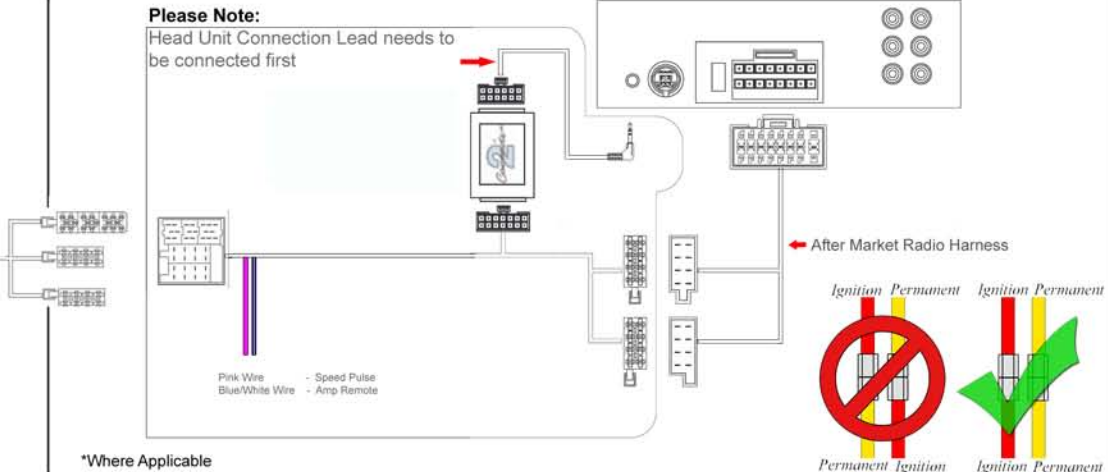 Please Note:
Head Unit Connection Lead needs to
be connected first
After Market Radio Harness
Ignition Permanent Ignition Permanent
Pink Wire - Speed Pulse
Blue/White Wire - Amp Remote
Permanent Ignition Ignition Permanent
*Where Applicable